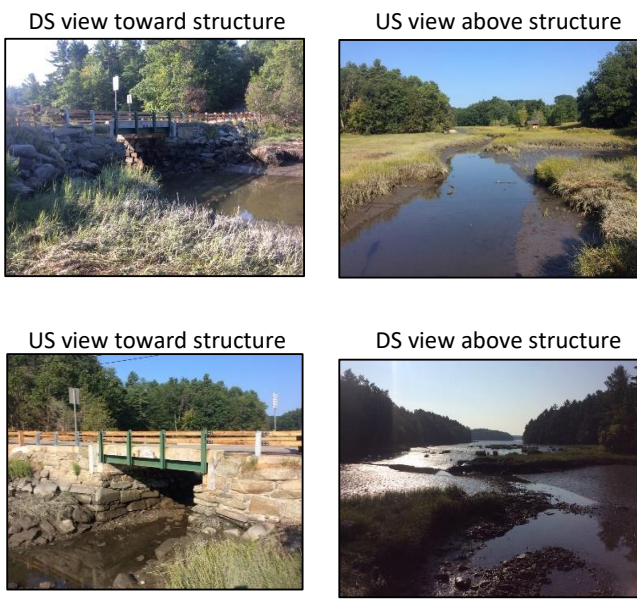 DS view toward structure
US view above structure
US view toward structure
DS view above structure